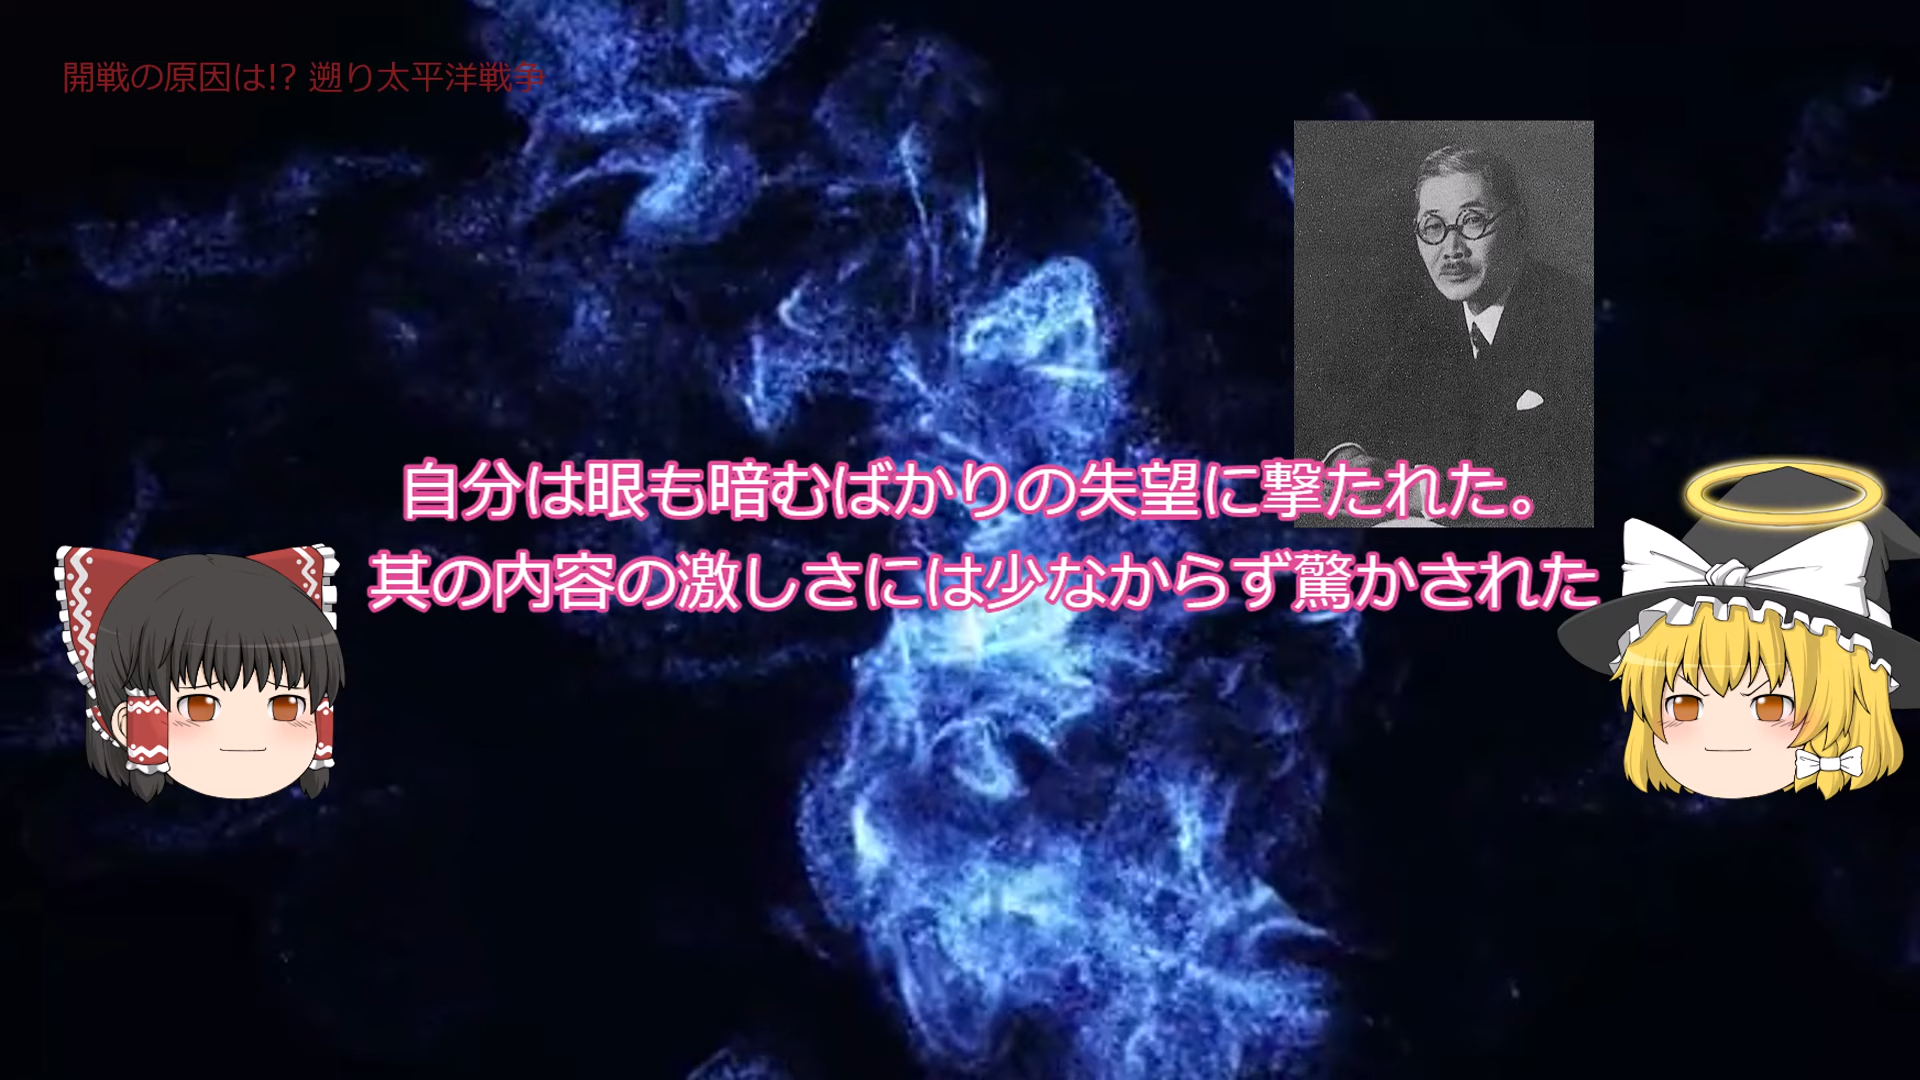 開戦の原因は!? 遡り太平洋戦争
自分は眼も暗むばかりの失望に撃たれた。
其の内容の激しさには少なからず驚かされた